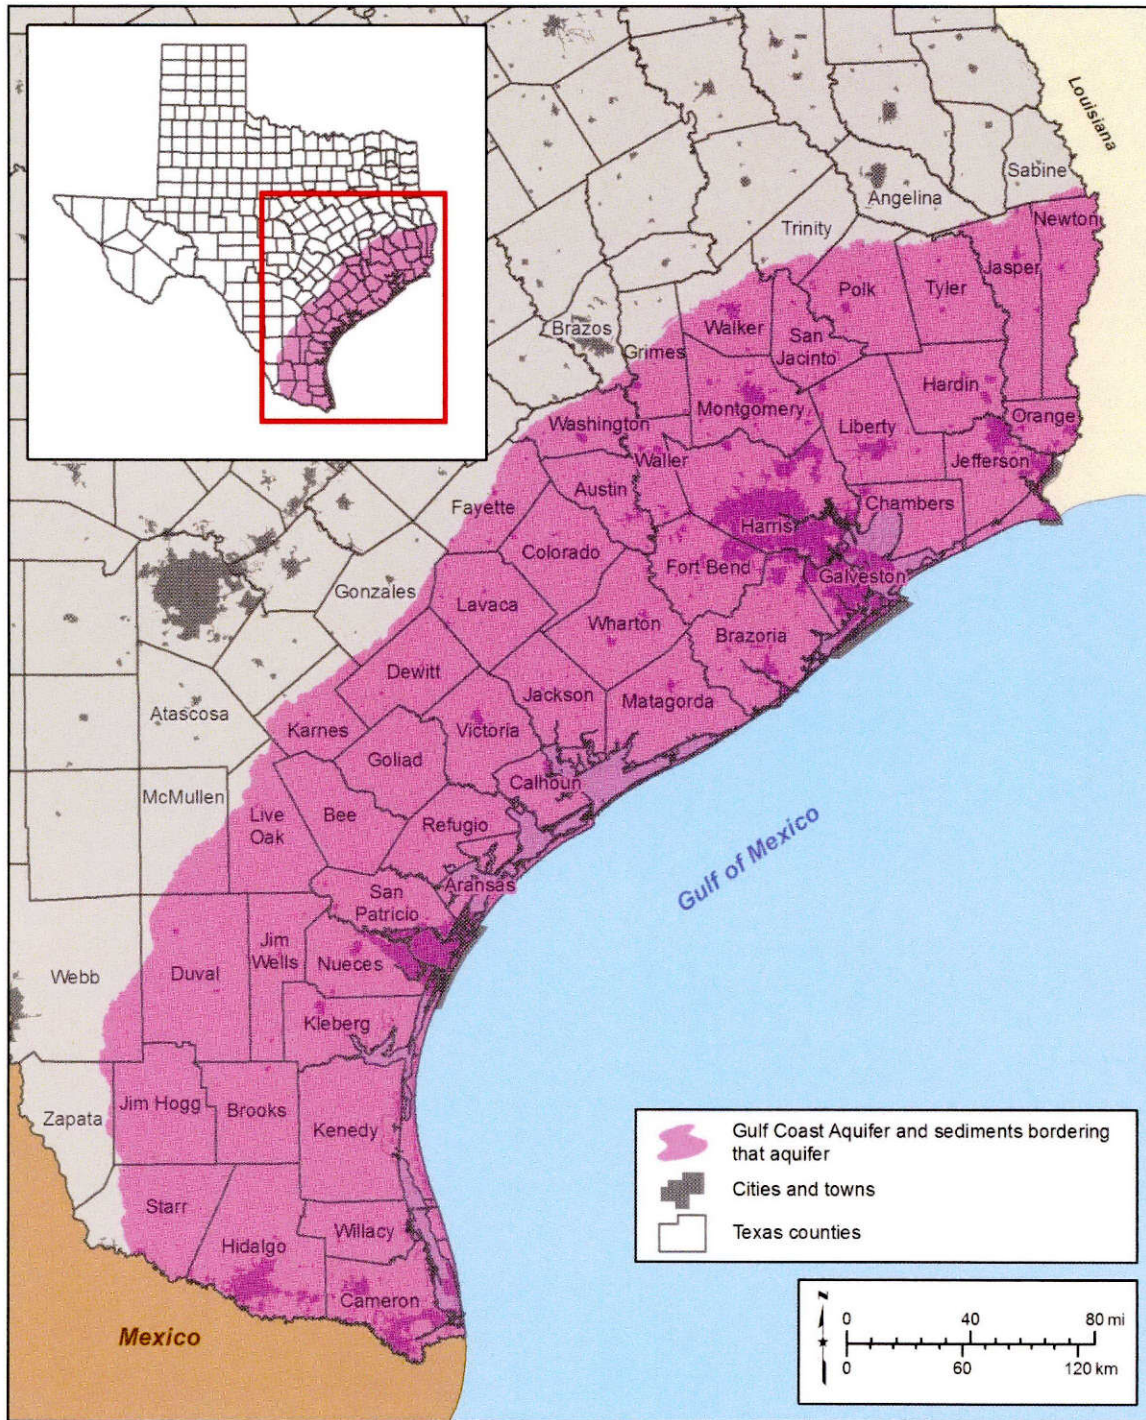 Louisiana
Sabine
Angelina
Newton
Trinity
Jasper
Polk
Tyler
Brazos
Walker
Grimes
San
Jacinto
Hardin
Montgomery
Washington
Orange
Liberty
Waller
Jefferson
Austin
Fayette
Chambers
Harris
Colorado
Fort Bend
Galveston
Gonzales
Lavaca
Wharton
Brazoria
Dewitt
Jackson
Matagorda
Atascosa
Karnes
Victoria
Goliad
Calhoun
McMullen
Live
Oak
Bee
Refugio
Gulf of Mexico
Aransas
San
Patricio
Jim
Wells
Nueces
Webb
Duval
Kleberg
Zapata
Jim Hogg
Brooks
Kenedy
Starr
Willacy
Hidalgo
Cameron
Mexico
Gulf Coast Aquifer and sediments bordering
that aquifer
Cities and towns
Texas counties
N
0 40 80 mi
0 60 120 km